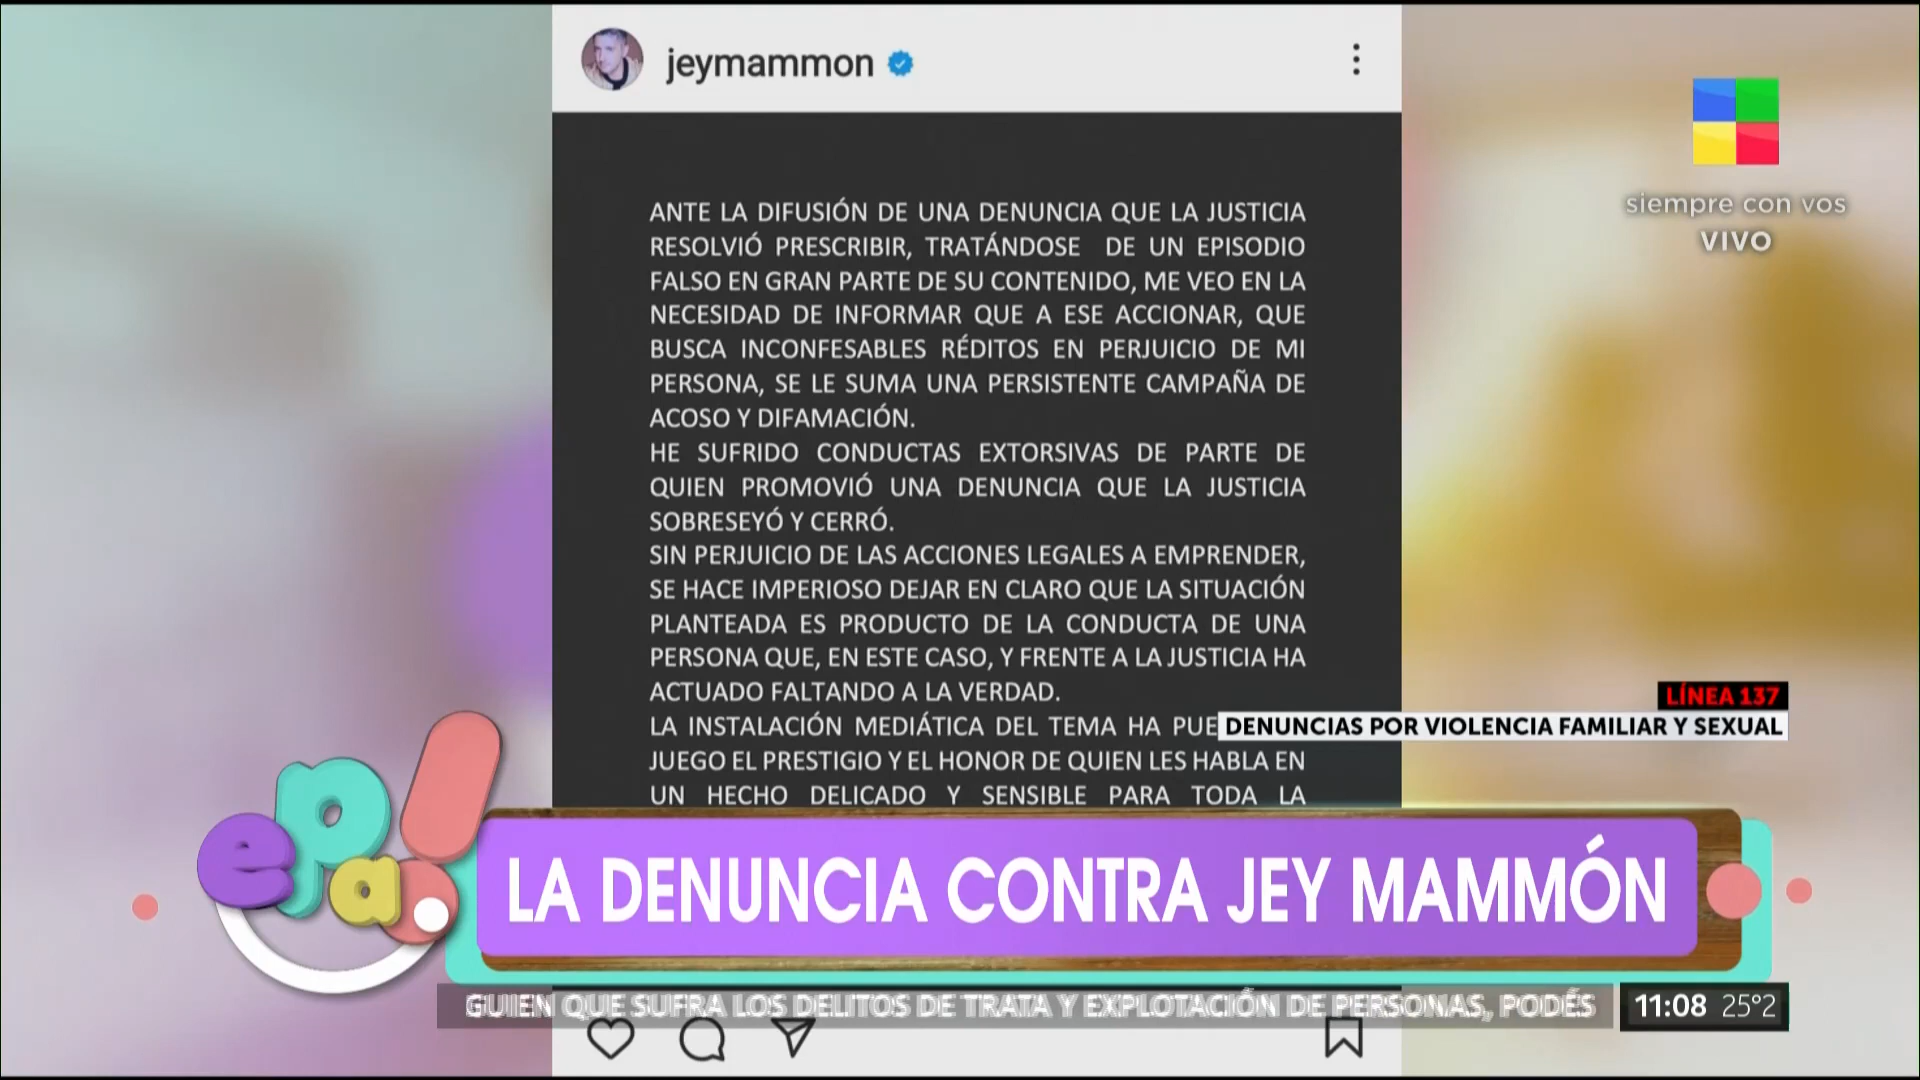 jeymammon
siempre con vos
VIVO
ANTE LA DIFUSIÓN DE UNA DENUNCIA QUE LA JUSTICIA
RESOLVIÓ PRESCRIBIR, TRATÁNDOSE DE UN EPISODIO
FALSO EN GRAN PARTE DE SU CONTENIDO, ME VEO EN LA
NECESIDAD DE INFORMAR QUE A ESE ACCIONAR, QUE
BUSCA INCONFESABLES RÉDITOS EN PERJUICIO DE MI
PERSONA, SE LE SUMA UNA PERSISTENTE CAMPAÑA DE
ACOSO Y DIFAMACIÓN.
HE SUFRIDO CONDUCTAS EXTORSIVAS DE PARTE DE
QUIEN PROMOVIÓ UNA DENUNCIA QUE LA JUSTICIA
SOBRESEYÓ Y CERRÓ.
SIN PERJUICIO DE LAS ACCIONES LEGALES A EMPRENDER,
SE HACE IMPERIOSO DEJAR EN CLARO QUE LA SITUACIÓN
PLANTEADA ES PRODUCTO DE LA CONDUCTA DE UNA
PERSONA QUE, EN ESTE CASO, Y FRENTE A LA JUSTICIA HA
ACTUADO FALTANDO A LA VERDAD.
LA INSTALACIÓN MEDIÁTICA DEL TEMA HA PUE
JUEGO EL PRESTIGIO Y EL HONOR DE QUIEN LES HABLA EN
UN HECHO DELICADO Y SENSIBLE PARA TODA LA
LÍNEA 137
DENUNCIAS POR VIOLENCIA FAMILIAR Y SEXUAL
epa!
LA DENUNCIA CONTRA JEY MAMMÓN
GUIEN QUE SUFRA LOS DELITOS DE TRATA Y EXPLOTACIÓN DE PERSONAS, PODÉS
11:08 25°2